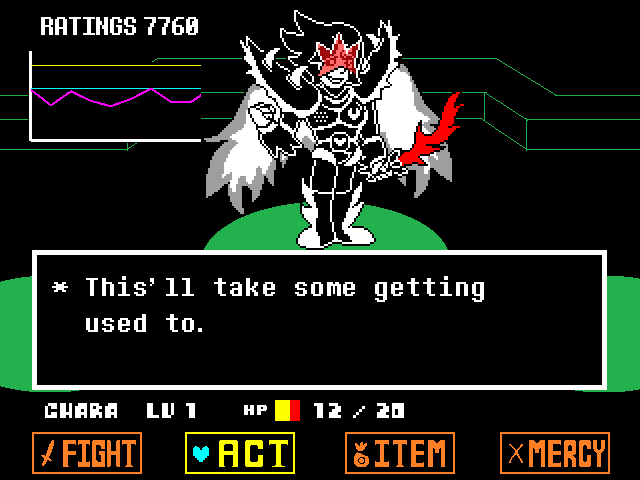 RATINGS 7760
* This'll take some getting
used to.
CHARA LV 1 HP 12 / 20
FIGHT ACT ITEM MERCY